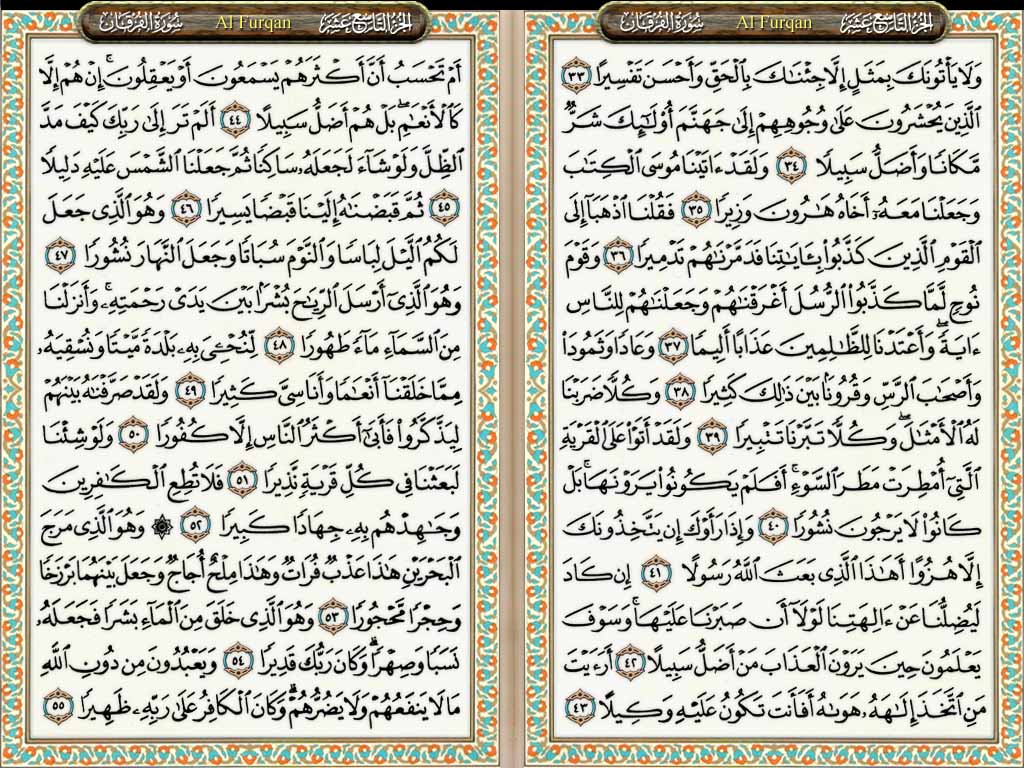 الجزء التاسع عشر Al Furqan سورة الفرقان
وَلَا يَأْتُونَكَ بِمَثَلٍ إِلَّا جِئْنَٰكَ بِٱلْحَقِّ وَأَحْسَنَ تَفْسِيرًا ٣٣
ٱلَّذِينَ يُحْشَرُونَ عَلَىٰ وُجُوهِهِمْ إِلَىٰ جَهَنَّمَ أُو۟لَٰٓئِكَ شَرٌّ
مَّكَانًا وَأَضَلُّ سَبِيلًا ٣٤ وَلَقَدْ ءَاتَيْنَا مُوسَى ٱلْكِتَٰبَ
وَجَعَلْنَا مَعَهُۥٓ أَخَاهُ هَٰرُونَ وَزِيرًا ٣٥ فَقُلْنَا ٱذْهَبَآ إِلَى
ٱلْقَوْمِ ٱلَّذِينَ كَذَّبُوا۟ بِـَٔايَٰتِنَا فَدَمَّرْنَٰهُمْ تَدْمِيرًا ٣٦ وَقَوْمَ
نُوحٍ لَّمَّا كَذَّبُوا۟ ٱلرُّسُلَ أَغْرَقْنَٰهُمْ وَجَعَلْنَٰهُمْ لِلنَّاسِ
ءَايَةً ۖ وَأَعْتَدْنَا لِلظَّٰلِمِينَ عَذَابًا أَلِيمًا ٣٧ وَعَادًا وَثَمُودَا۟
وَأَصْحَٰبَ ٱلرَّسِّ وَقُرُونًۢا بَيْنَ ذَٰلِكَ كَثِيرًا ٣٨ وَكُلًّا ضَرَبْنَا
لَهُ ٱلْأَمْثَٰلَ ۖ وَكُلًّا تَبَّرْنَا تَتْبِيرًا ٣٩ وَلَقَدْ أَتَوْا۟ عَلَى ٱلْقَرْيَةِ
ٱلَّتِىٓ أُمْطِرَتْ مَطَرَ ٱلسَّوْءِ ۚ أَفَلَمْ يَكُونُوا۟ يَرَوْنَهَا ۚ بَلْ
كَانُوا۟ لَا يَرْجُونَ نُشُورًا ٤٠ وَإِذَا رَأَوْكَ إِن يَتَّخِذُونَكَ
إِلَّا هُزُوًا أَهَٰذَا ٱلَّذِى بَعَثَ ٱللَّهُ رَسُولًا ٤١ إِن كَادَ
لَيُضِلُّنَا عَنْ ءَالِهَتِنَا لَوْلَآ أَن صَبَرْنَا عَلَيْهَا ۚ وَسَوْفَ
يَعْلَمُونَ حِينَ يَرَوْنَ ٱلْعَذَابَ مَنْ أَضَلُّ سَبِيلًا ٤٢ أَرَءَيْتَ
مَنِ ٱتَّخَذَ إِلَٰهَهُۥ هَوَىٰهُ أَفَأَنتَ تَكُونُ عَلَيْهِ وَكِيلًا ٤٣
الجزء التاسع عشر Al Furqan سورة الفرقان
أَمْ تَحْسَبُ أَنَّ أَكْثَرَهُمْ يَسْمَعُونَ أَوْ يَعْقِلُونَ ۚ إِنْ هُمْ إِلَّا
كَٱلْأَنْعَٰمِ ۖ بَلْ هُمْ أَضَلُّ سَبِيلًا ٤٤ أَلَمْ تَرَ إِلَىٰ رَبِّكَ كَيْفَ مَدَّ
ٱلظِّلَّ وَلَوْ شَآءَ لَجَعَلَهُۥ سَاكِنًا ثُمَّ جَعَلْنَا ٱلشَّمْسَ عَلَيْهِ دَلِيلًا
٤٥ ثُمَّ قَبَضْنَٰهُ إِلَيْنَا قَبْضًا يَسِيرًا ٤٦ وَهُوَ ٱلَّذِى جَعَلَ
لَكُمُ ٱلَّيْلَ لِبَاسًا وَٱلنَّوْمَ سُبَاتًا وَجَعَلَ ٱلنَّهَارَ نُشُورًا ٤٧
وَهُوَ ٱلَّذِىٓ أَرْسَلَ ٱلرِّيَٰحَ بُشْرًۢا بَيْنَ يَدَىْ رَحْمَتِهِۦ ۚ وَأَنزَلْنَا
مِنَ ٱلسَّمَآءِ مَآءً طَهُورًا ٤٨ لِّنُحْـِۧىَ بِهِۦ بَلْدَةً مَّيْتًا وَنُسْقِيَهُۥ
مِمَّا خَلَقْنَآ أَنْعَٰمًا وَأَنَاسِىَّ كَثِيرًا ٤٩ وَلَقَدْ صَرَّفْنَٰهُ بَيْنَهُمْ
لِيَذَّكَّرُوا۟ فَأَبَىٰٓ أَكْثَرُ ٱلنَّاسِ إِلَّا كُفُورًا ٥٠ وَلَوْ شِئْنَا
لَبَعَثْنَا فِى كُلِّ قَرْيَةٍ نَّذِيرًا ٥١ فَلَا تُطِعِ ٱلْكَٰفِرِينَ
وَجَٰهِدْهُم بِهِۦ جِهَادًا كَبِيرًا ٥٢ ۞ وَهُوَ ٱلَّذِى مَرَجَ
ٱلْبَحْرَيْنِ هَٰذَا عَذْبٌ فُرَاتٌ وَهَٰذَا مِلْحٌ أُجَاجٌ وَجَعَلَ بَيْنَهُمَا بَرْزَخًا
وَحِجْرًا مَّحْجُورًا ٥٣ وَهُوَ ٱلَّذِى خَلَقَ مِنَ ٱلْمَآءِ بَشَرًا فَجَعَلَهُۥ
نَسَبًا وَصِهْرًا ۗ وَكَانَ رَبُّكَ قَدِيرًا ٥٤ وَيَعْبُدُونَ مِن دُونِ ٱللَّهِ
مَا لَا يَنفَعُهُمْ وَلَا يَضُرُّهُمْ ۗ وَكَانَ ٱلْكَافِرُ عَلَىٰ رَبِّهِۦ ظَهِيرًا ٥٥